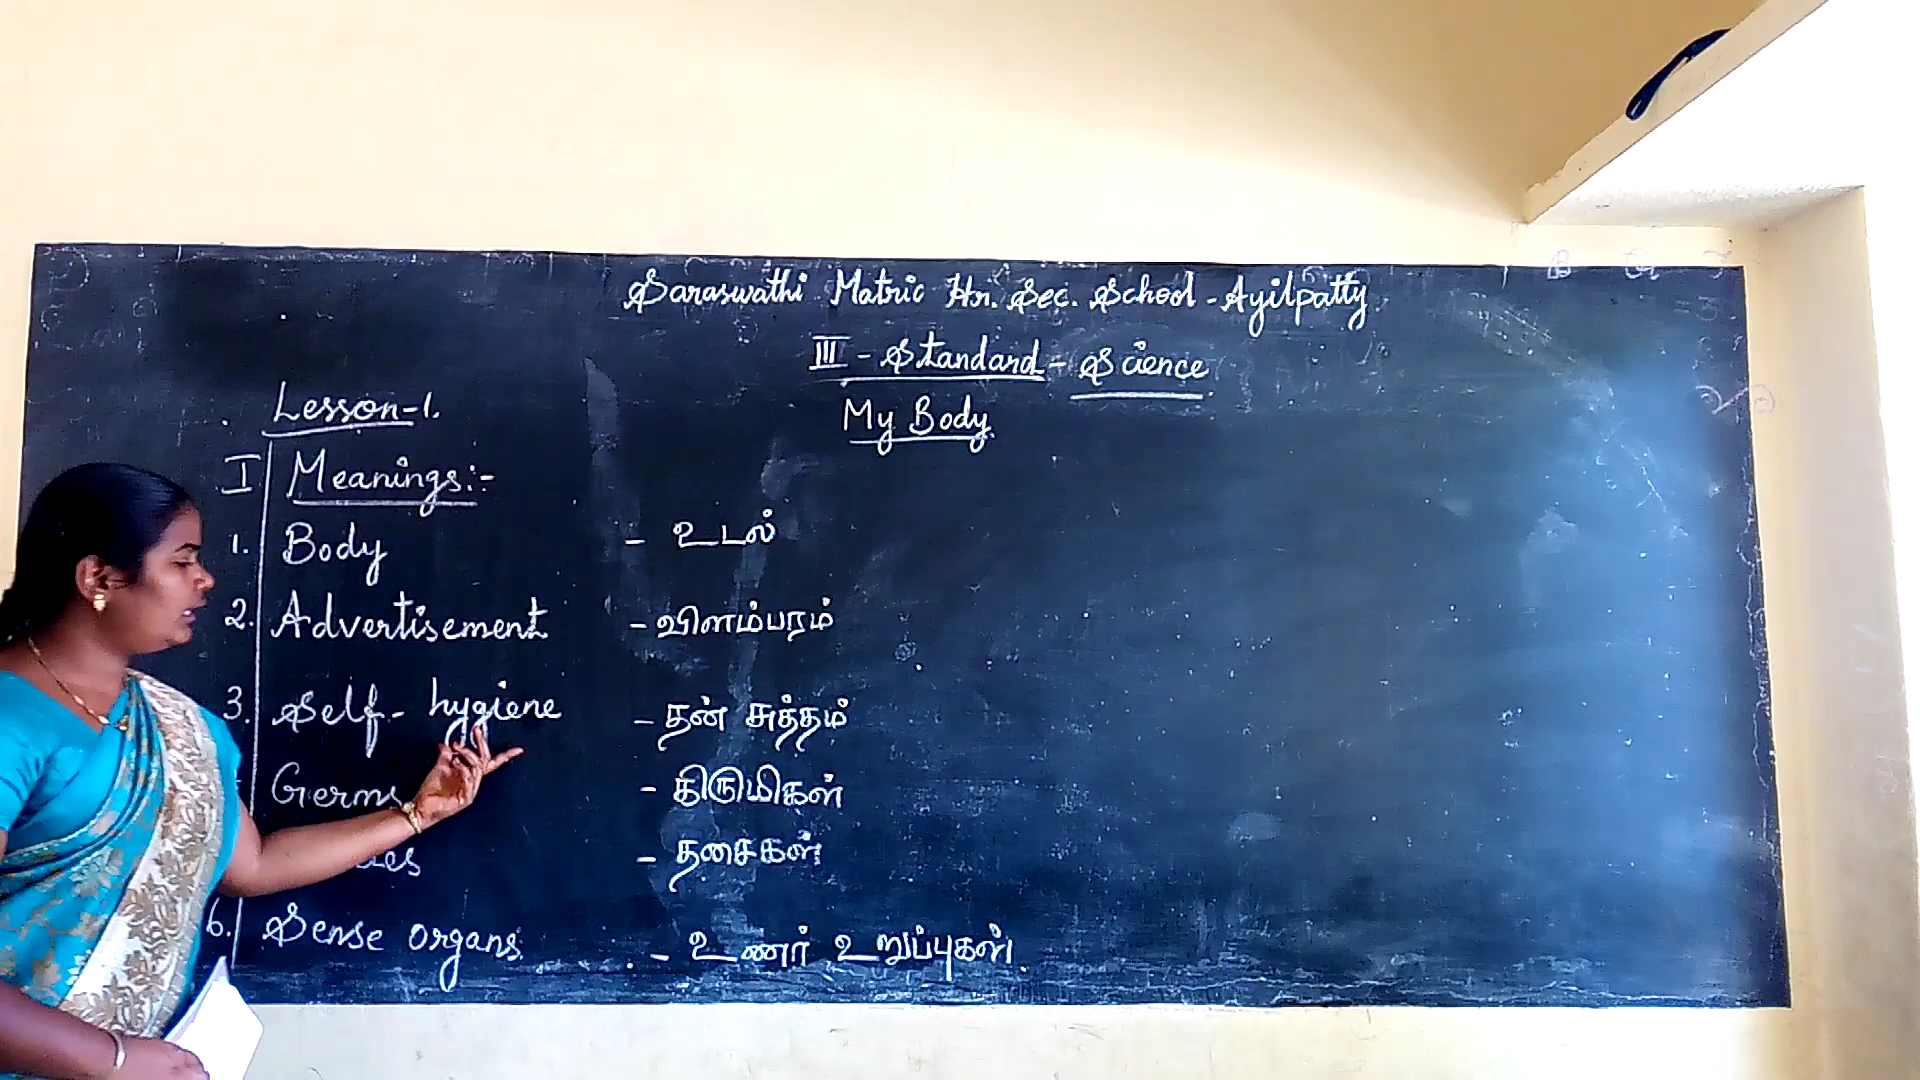 Saraswathi Matric Hr. Sec. School - Ayilpatty
III - Standard - Science
Lesson-1.
My Body
I Meanings:-
1. Body - உடல்
2. Advertisement - விளம்பரம்
3. Self - hygiene - தன் சுத்தம்
Germs - கிருமிகள்
- தசைகள்
6. Sense organs. - உணர் உறுப்புகள்.